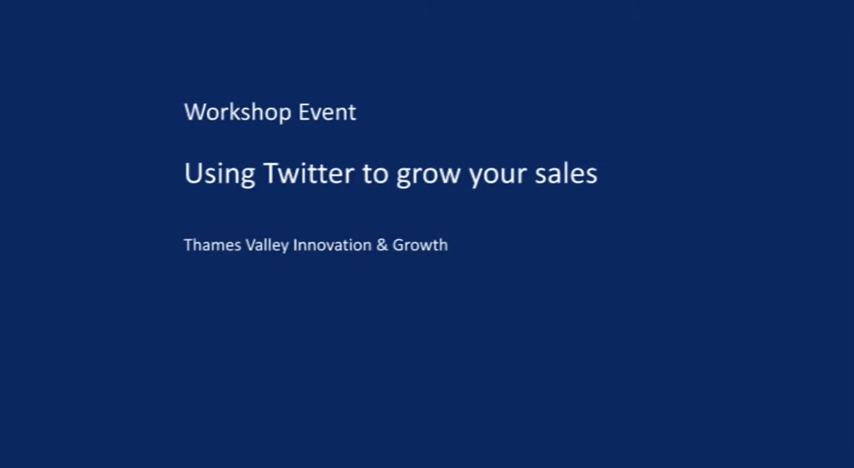 Workshop Event
Using Twitter to grow your sales
Thames Valley Innovation & Growth